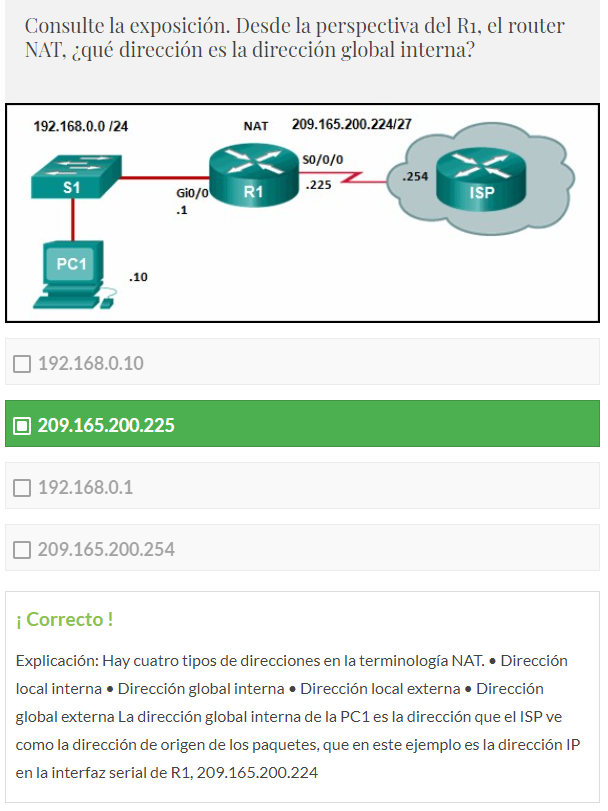 Consulte la exposición. Desde la perspectiva del R1, el router
NAT, ¿qué dirección es la dirección global interna?
192.168.0.0 /24
NAT
209.165.200.224/27
S1
Gi0/0
.1
R1
S0/0/0
.225
.254
ISP
PC1
.10
192.168.0.10
209.165.200.225
192.168.0.1
209.165.200.254
¡ Correcto !
Explicación: Hay cuatro tipos de direcciones en la terminología NAT. • Dirección
local interna • Dirección global interna • Dirección local externa • Dirección
global externa La dirección global interna de la PC1 es la dirección que el ISP ve
como la dirección de origen de los paquetes, que en este ejemplo es la dirección IP
en la interfaz serial de R1, 209.165.200.224